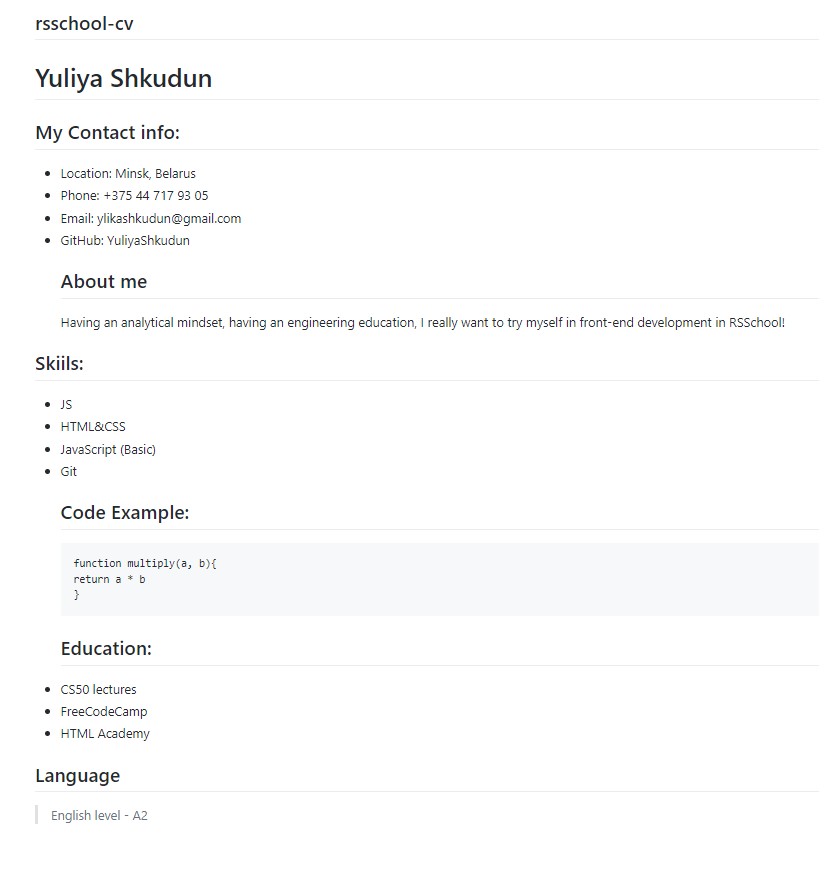 rsschool-cv
Yuliya Shkudun
My Contact info:
Location: Minsk, Belarus
Phone: +375 44 717 93 05
Email: ylikashkudun@gmail.com
GitHub: YuliyaShkudun
About me
Having an analytical mindset, having an engineering education, I really want to try myself in front-end development in RSSchool!
Skiils:
JS
HTML&CSS
JavaScript (Basic)
Git
Code Example:
function multiply(a, b){
return a * b
}
Education:
CS50 lectures
FreeCodeCamp
HTML Academy
Language
English level - A2